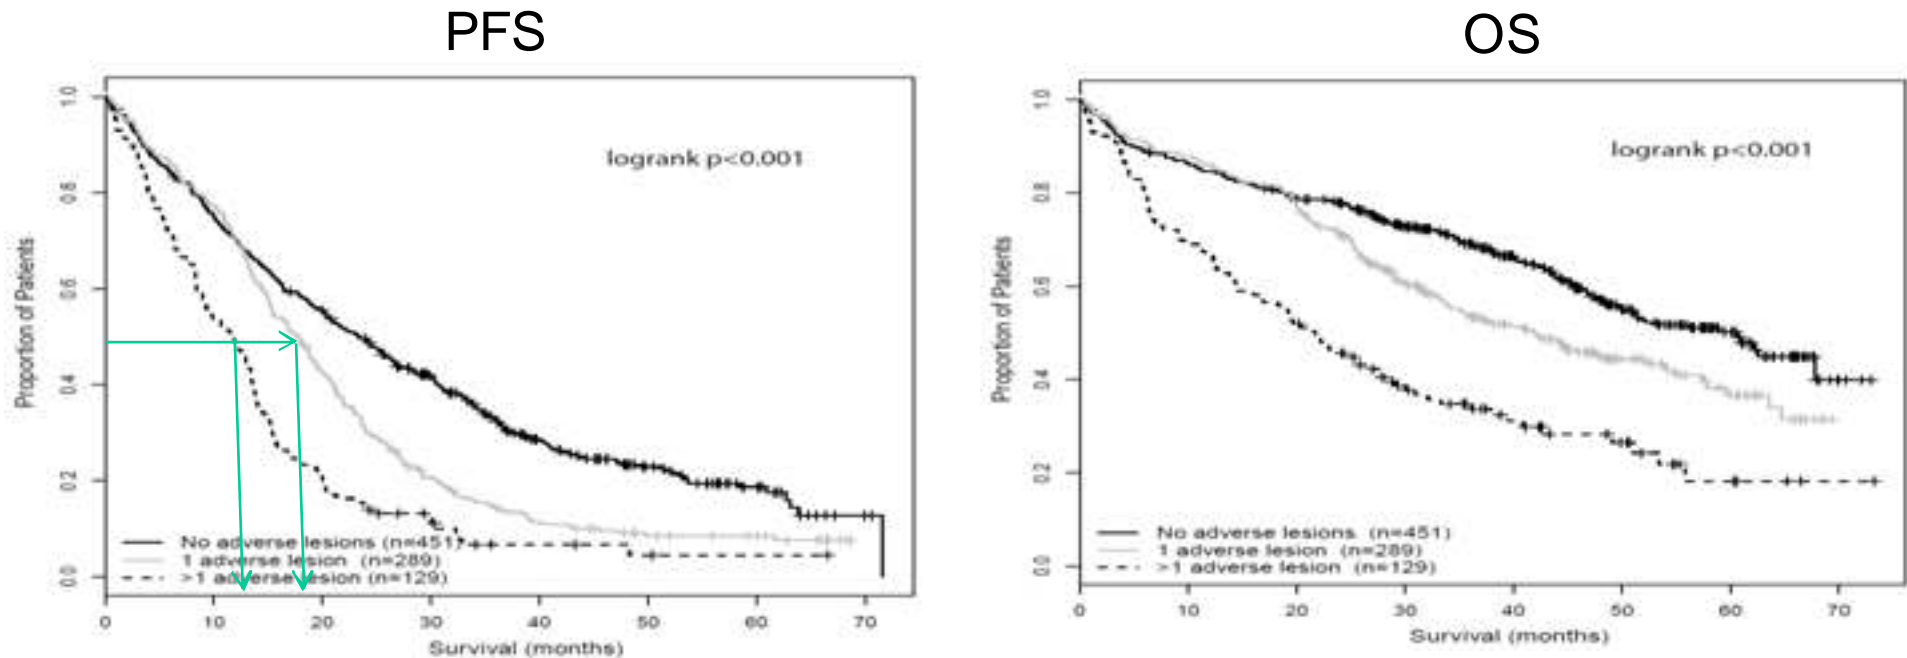 PFS
OS
1.0
0.8
0.6
0.4
0.2
0.0
Proportion of Patients
logrank p<0.001
No adverse lesions (n=451)
1 adverse lesion (n=289)
>1 adverse lesion (n=129)
0 10 20 30 40 50 60 70
Survival (months)
1.0
0.8
0.6
0.4
0.2
0.0
Proportion of Patients
logrank p<0.001
No adverse lesions (n=451)
1 adverse lesion (n=289)
>1 adverse lesion (n=129)
0 10 20 30 40 50 60 70
Survival (months)